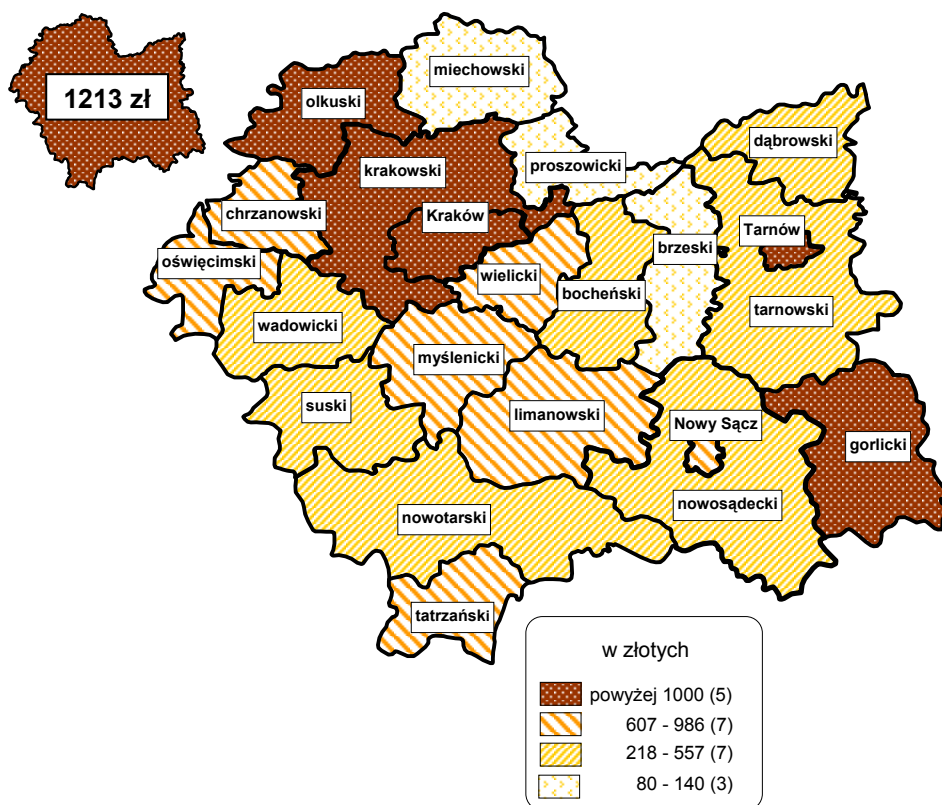 miechowski
1213 zł
olkuski
dąbrowski
proszowicki
krakowski
chrzanowski
Kraków
Tarnów
brzeski
oświęcimski
wielicki
bocheński
tarnowski
wadowicki
myślenicki
suski
limanowski
Nowy Sącz
gorlicki
nowosądecki
nowotarski
tatrzański
w złotych
powyżej 1000 (5)
607 - 986 (7)
218 - 557 (7)
80 - 140 (3)